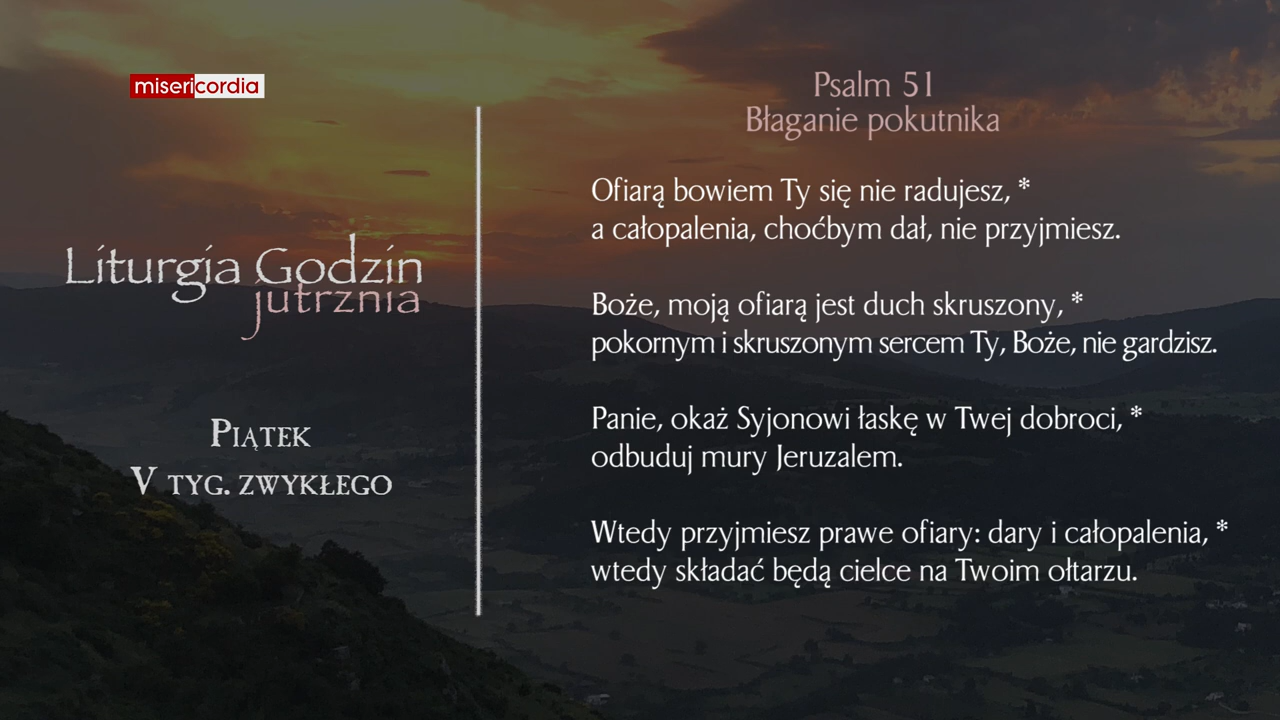 misericordia
Liturgia Godzin
jutrznia
Piątek
V tyg. zwykłego
Psalm 51
Błaganie pokutnika
Ofiarą bowiem Ty się nie radujesz, *
a całopalenia, choćbym dał, nie przyjmiesz.
Boże, moją ofiarą jest duch skruszony, *
pokornym i skruszonym sercem Ty, Boże, nie gardzisz.
Panie, okaż Syjonowi łaskę w Twej dobroci, *
odbuduj mury Jeruzalem.
Wtedy przyjmiesz prawe ofiary: dary i całopalenia, *
wtedy składać będą cielce na Twoim ołtarzu.